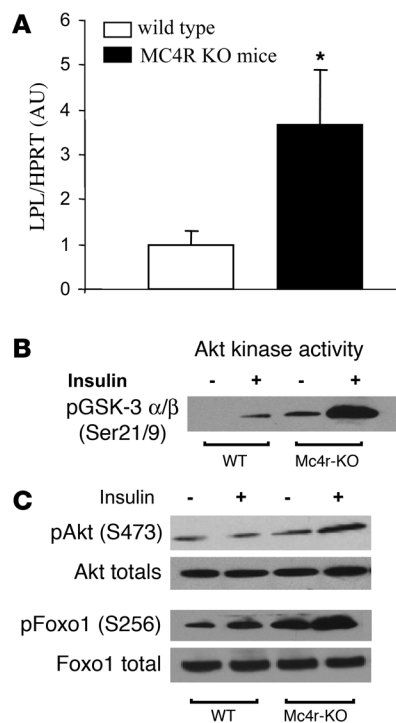 A
6
5
4
3
2
1
0
LPL/HPRT (AU)
wild type
MC4R KO mice
*
B
Akt kinase activity
Insulin - + - +
pGSK-3 α/β
(Ser21/9)
WT Mc4r-KO
C
Insulin - + - +
pAkt (S473)
Akt totals
pFoxo1 (S256)
Foxo1 total
WT Mc4r-KO